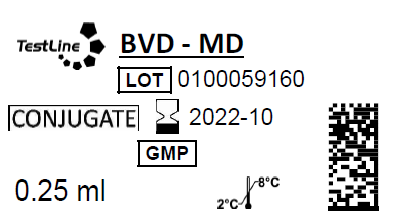 TestLine BVD - MD
LOT 0100059160
CONJUGATE 2022-10
GMP
0.25 ml
2°C 8°C